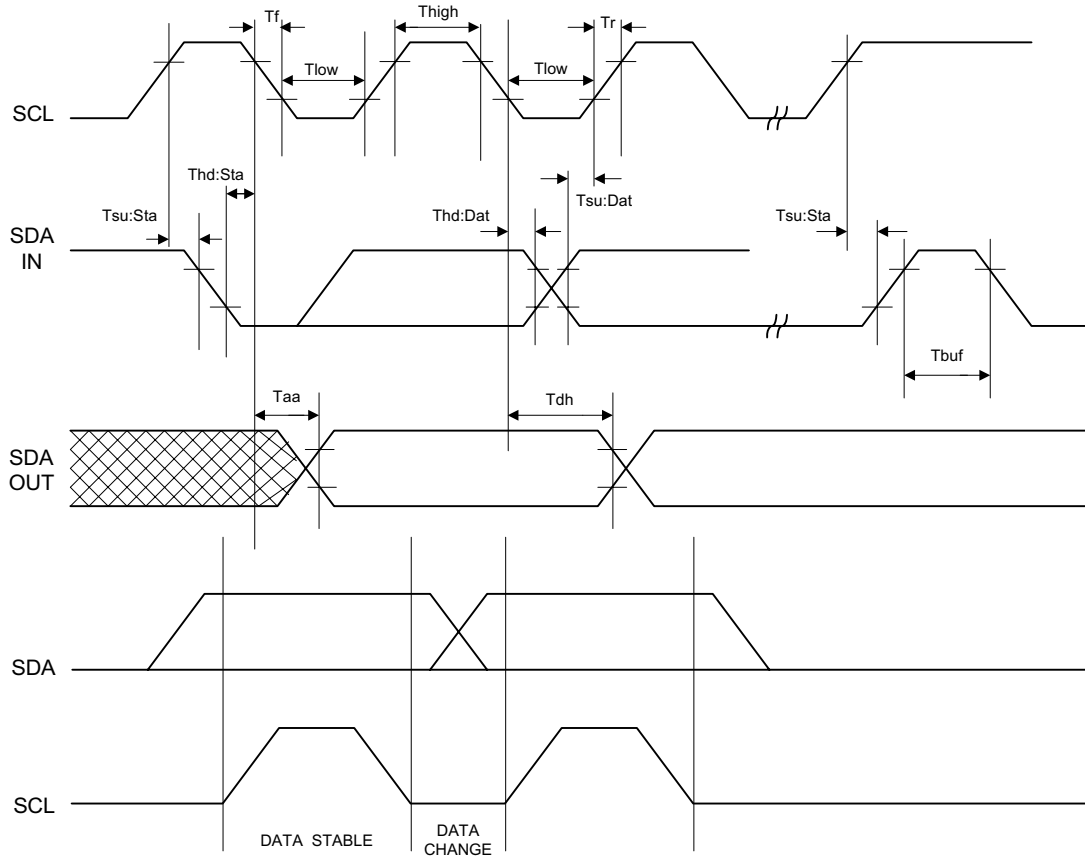 Tf
Thigh
Tr
Tlow
Tlow
SCL
Thd:Sta
Tsu:Sta
Thd:Dat
Tsu:Dat
Tsu:Sta
SDA
IN
Tbuf
Taa
Tdh
SDA
OUT
SDA
SCL
DATA STABLE
DATA
CHANGE